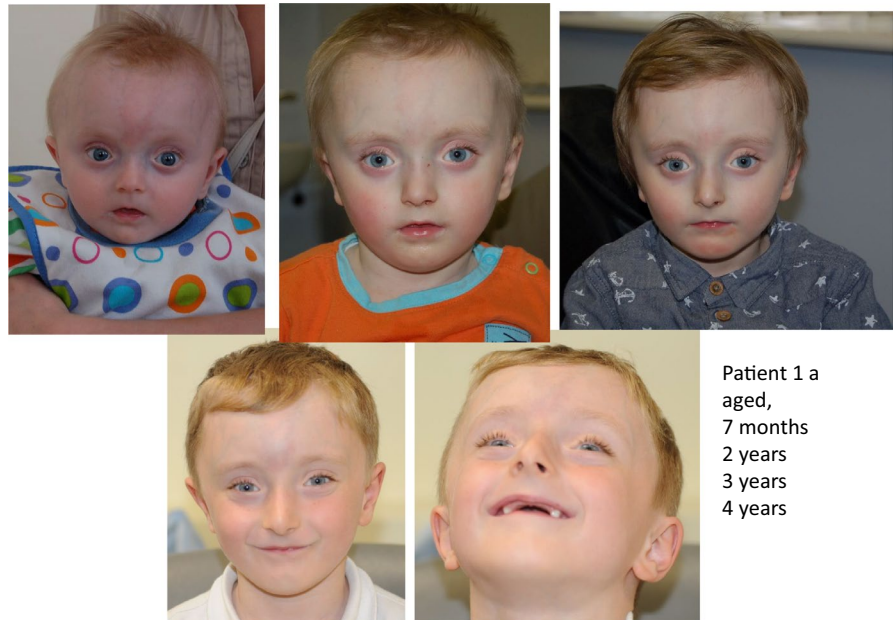 Patient 1 a
aged,
7 months
2 years
3 years
4 years